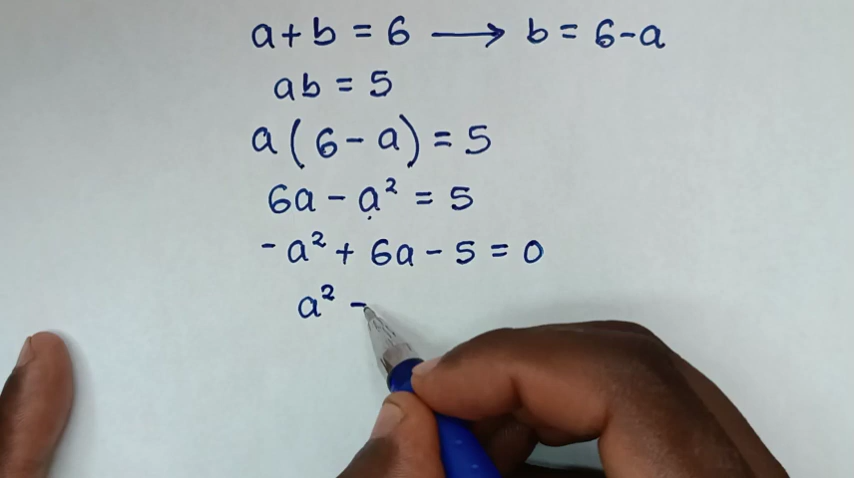 a + b = 6 ⟶ b = 6 - a
ab = 5
a(6 - a) = 5
6a - a² = 5
- a² + 6a - 5 = 0
a² -